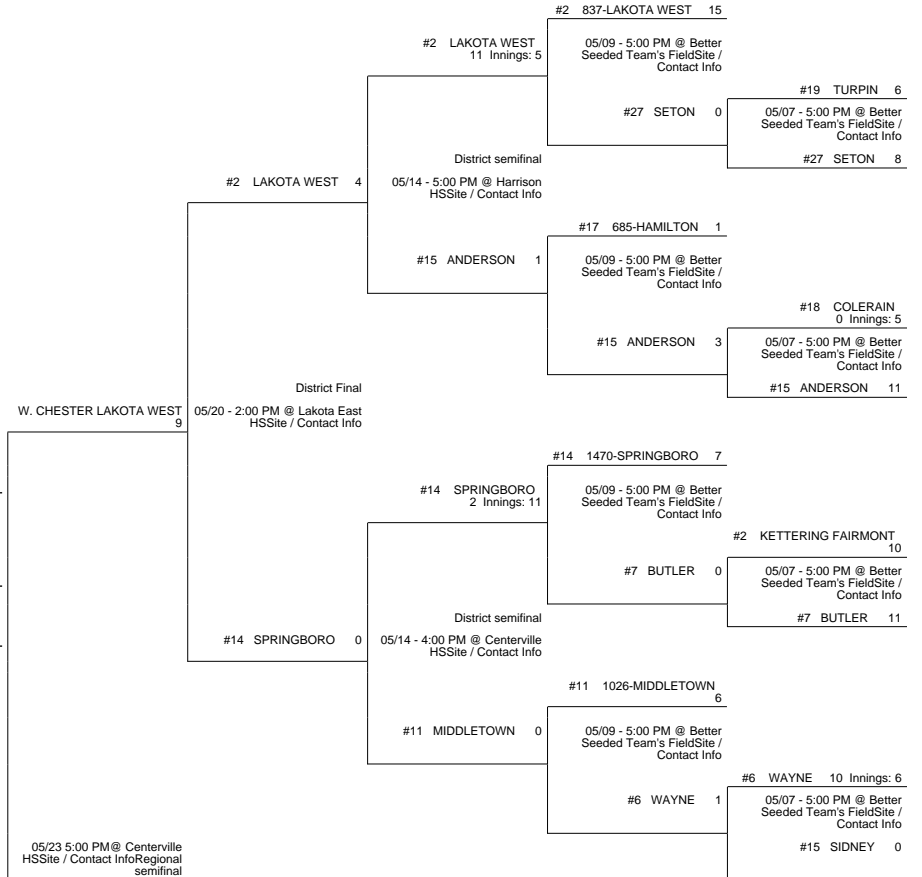 #2 837-LAKOTA WEST 15
#2 LAKOTA WEST
11 Innings: 5
05/09 - 5:00 PM @ Better
Seeded Team's FieldSite /
Contact Info
#19 TURPIN 6
#27 SETON 0
05/07 - 5:00 PM @ Better
Seeded Team's FieldSite /
Contact Info
#27 SETON 8
District semifinal
#2 LAKOTA WEST 4
05/14 - 5:00 PM @ Harrison
HSSite / Contact Info
#17 685-HAMILTON 1
#15 ANDERSON 1
05/09 - 5:00 PM @ Better
Seeded Team's FieldSite /
Contact Info
#18 COLERAIN
0 Innings: 5
#15 ANDERSON 3
05/07 - 5:00 PM @ Better
Seeded Team's FieldSite /
Contact Info
#15 ANDERSON 11
District Final
W. CHESTER LAKOTA WEST
9
05/20 - 2:00 PM @ Lakota East
HSSite / Contact Info
#14 1470-SPRINGBORO 7
#14 SPRINGBORO
2 Innings: 11
05/09 - 5:00 PM @ Better
Seeded Team's FieldSite /
Contact Info
#2 KETTERING FAIRMONT
10
#7 BUTLER 0
05/07 - 5:00 PM @ Better
Seeded Team's FieldSite /
Contact Info
#7 BUTLER 11
District semifinal
#14 SPRINGBORO 0
05/14 - 4:00 PM @ Centerville
HSSite / Contact Info
#11 1026-MIDDLETOWN
6
#11 MIDDLETOWN 0
05/09 - 5:00 PM @ Better
Seeded Team's FieldSite /
Contact Info
#6 WAYNE 10 Innings: 6
#6 WAYNE 1
05/07 - 5:00 PM @ Better
Seeded Team's FieldSite /
Contact Info
#15 SIDNEY 0
05/23 5:00 PM@ Centerville
HSSite / Contact InfoRegional
semifinal